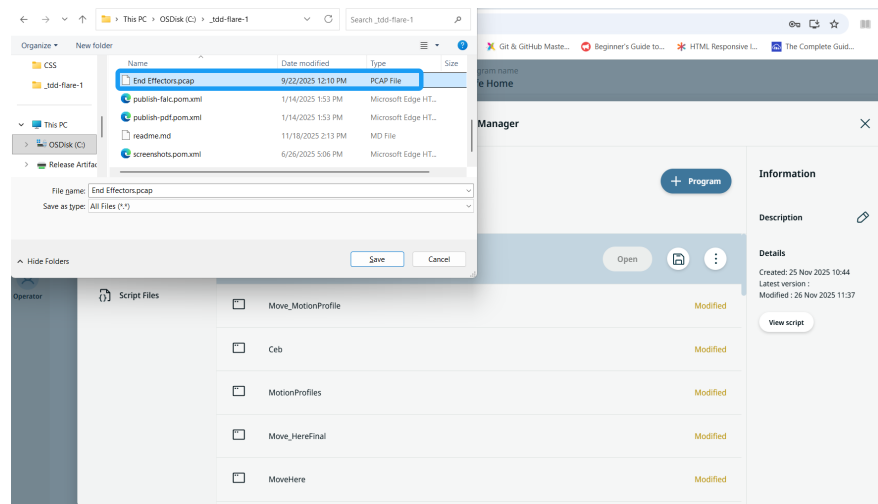 This PC > OSDisk (C:) > _tdd-flare-1
Search _tdd-flare-1
Organize
New folder
CSS
_tdd-flare-1
This PC
OSDisk (C:)
Release Artifac
Name
Date modified
Type
Size
End Effectors.pcap
9/22/2025 12:10 PM
PCAP File
publish-falc.pom.xml
1/14/2025 1:53 PM
Microsoft Edge HT...
publish-pdf.pom.xml
1/14/2025 1:53 PM
Microsoft Edge HT...
readme.md
11/18/2025 2:13 PM
MD File
screenshots.pom.xml
6/26/2025 5:06 PM
Microsoft Edge HT...
File name: End Effectors.pcap
Save as type: All Files (*.*)
Hide Folders
Save
Cancel
Git & GitHub Maste...
Beginner's Guide to...
HTML Responsive l...
The Complete Guid...
gram name
e Home
Manager
+ Program
Open
Operator
Script Files
Move_MotionProfile
Modified
Ceb
Modified
MotionProfiles
Modified
Move_HereFinal
Modified
MoveHere
Modified
Information
Description
Details
Created: 25 Nov 2025 10:44
Latest version :
Modified : 26 Nov 2025 11:37
View script